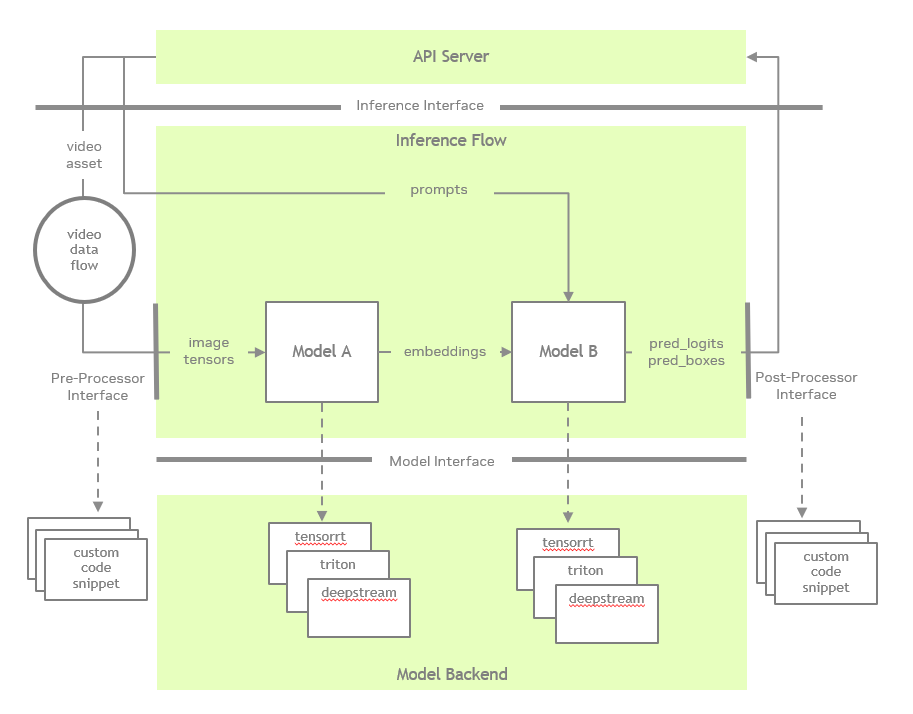 API Server
Inference Interface
Inference Flow
video
asset
prompts
video
data
flow
image
tensors
Model A
embeddings
Model B
pred_logits
pred_boxes
Pre-Processor
Interface
Post-Processor
Interface
Model Interface
custom
code
snippet
tensorrt
triton
deepstream
tensorrt
triton
deepstream
custom
code
snippet
Model Backend